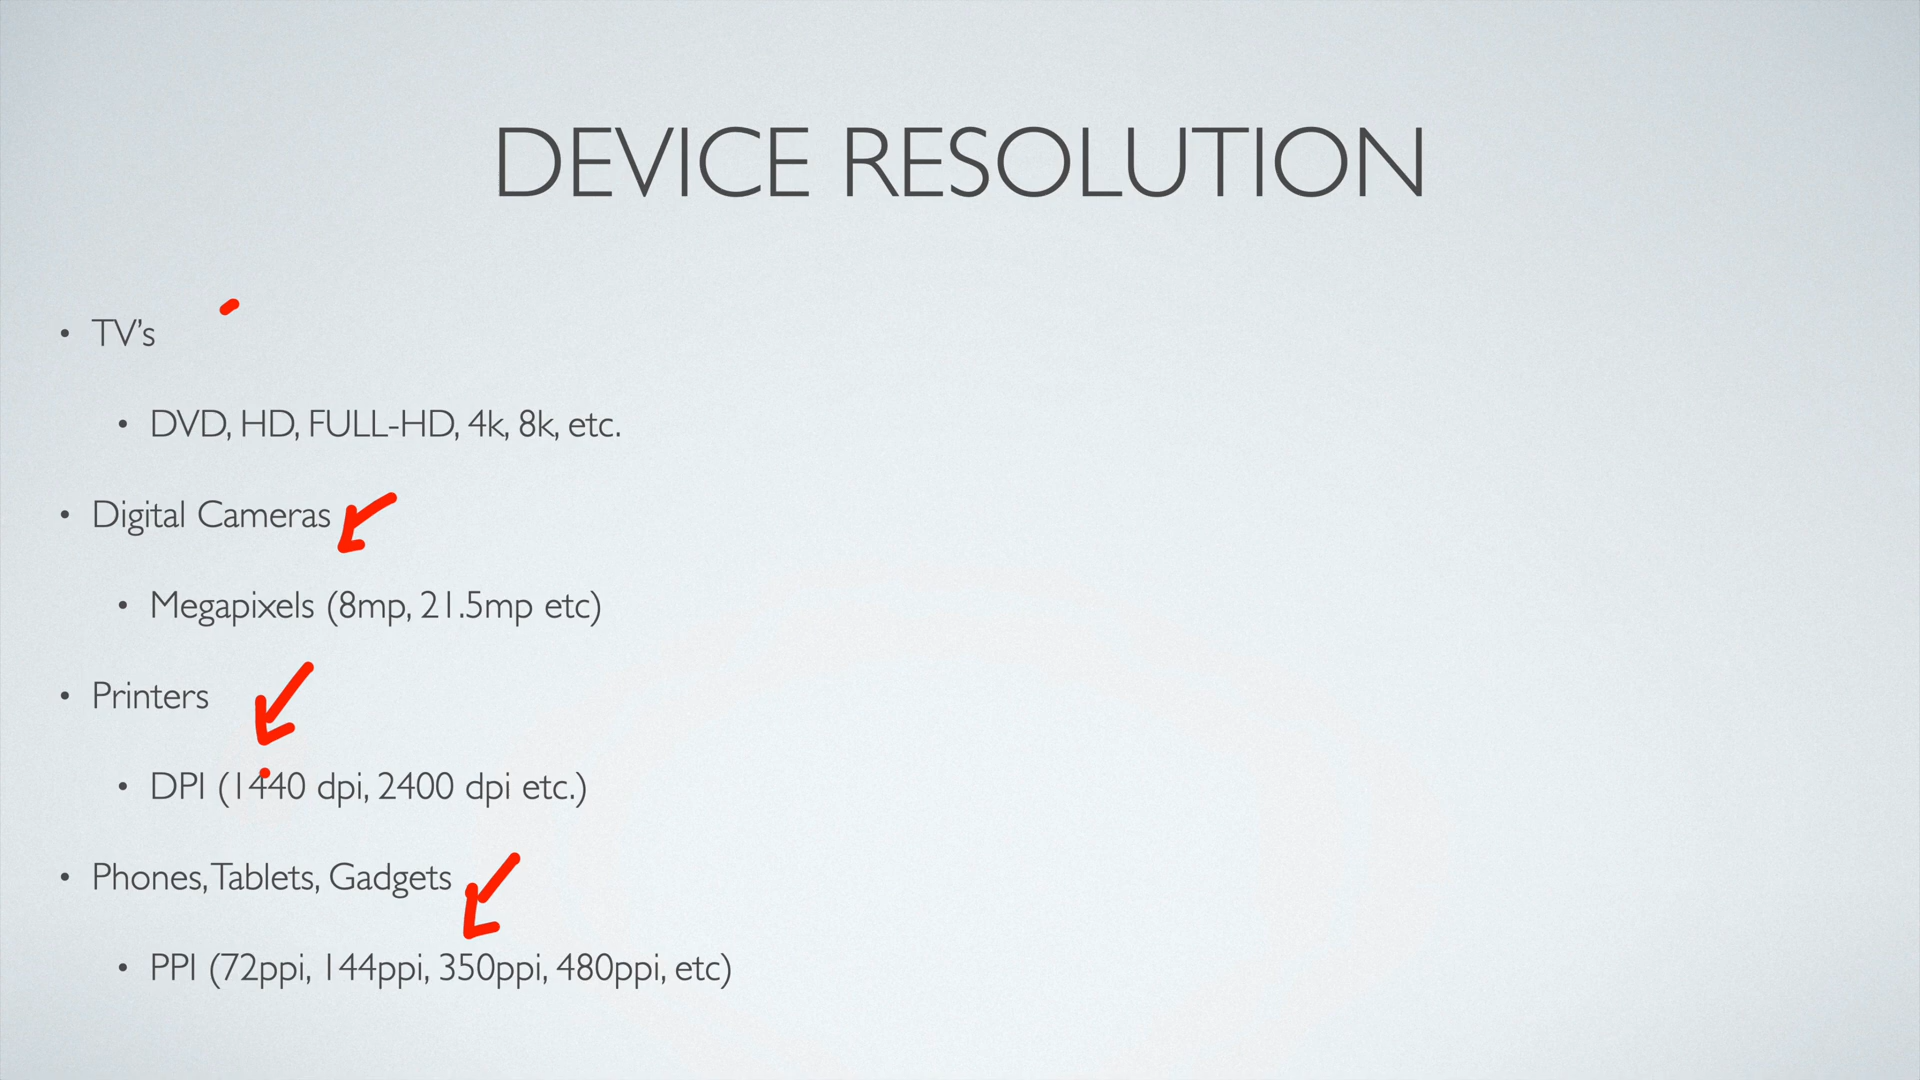 DEVICE RESOLUTION
• TV’s
• DVD, HD, FULL-HD, 4k, 8k, etc.
• Digital Cameras
• Megapixels (8mp, 21.5mp etc)
• Printers
• DPI (1440 dpi, 2400 dpi etc.)
• Phones, Tablets, Gadgets
• PPI (72ppi, 144ppi, 350ppi, 480ppi, etc)